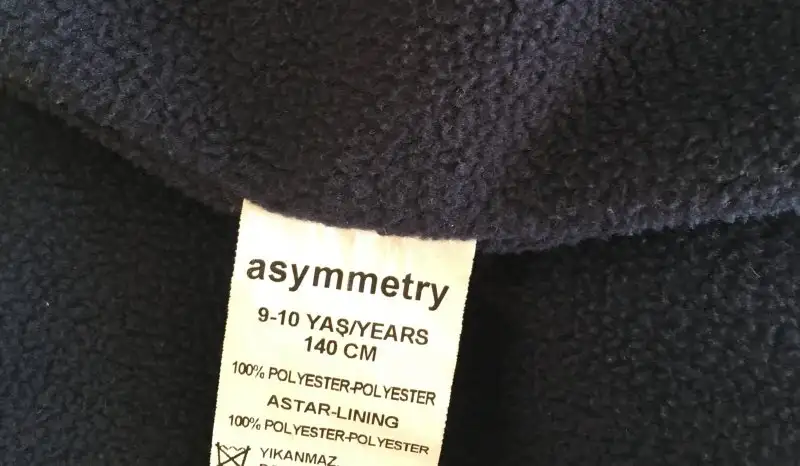 asymmetry
9-10 YAŞ/YEARS
140 CM
100% POLYESTER-POLYESTER
ASTAR-LINING
100% POLYESTER-POLYESTER
YIKANMAZ